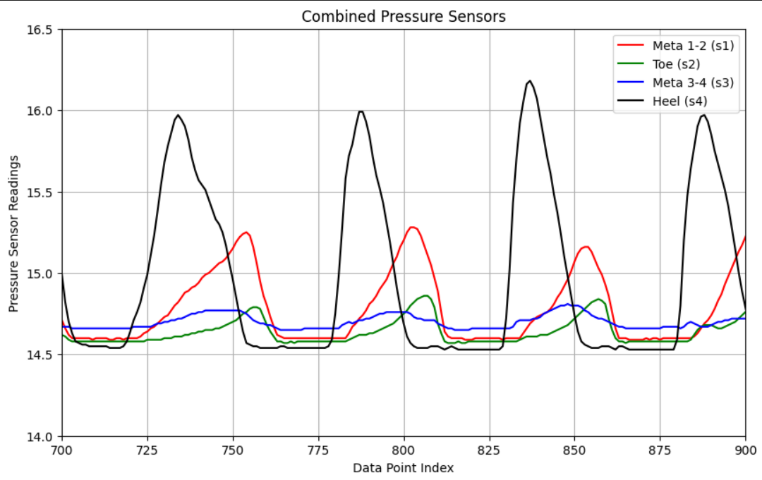 Combined Pressure Sensors
Meta 1-2 (s1)
Toe (s2)
Meta 3-4 (s3)
Heel (s4)
Pressure Sensor Readings
16.5
16.0
15.5
15.0
14.5
14.0
700 725 750 775 800 825 850 875 900
Data Point Index